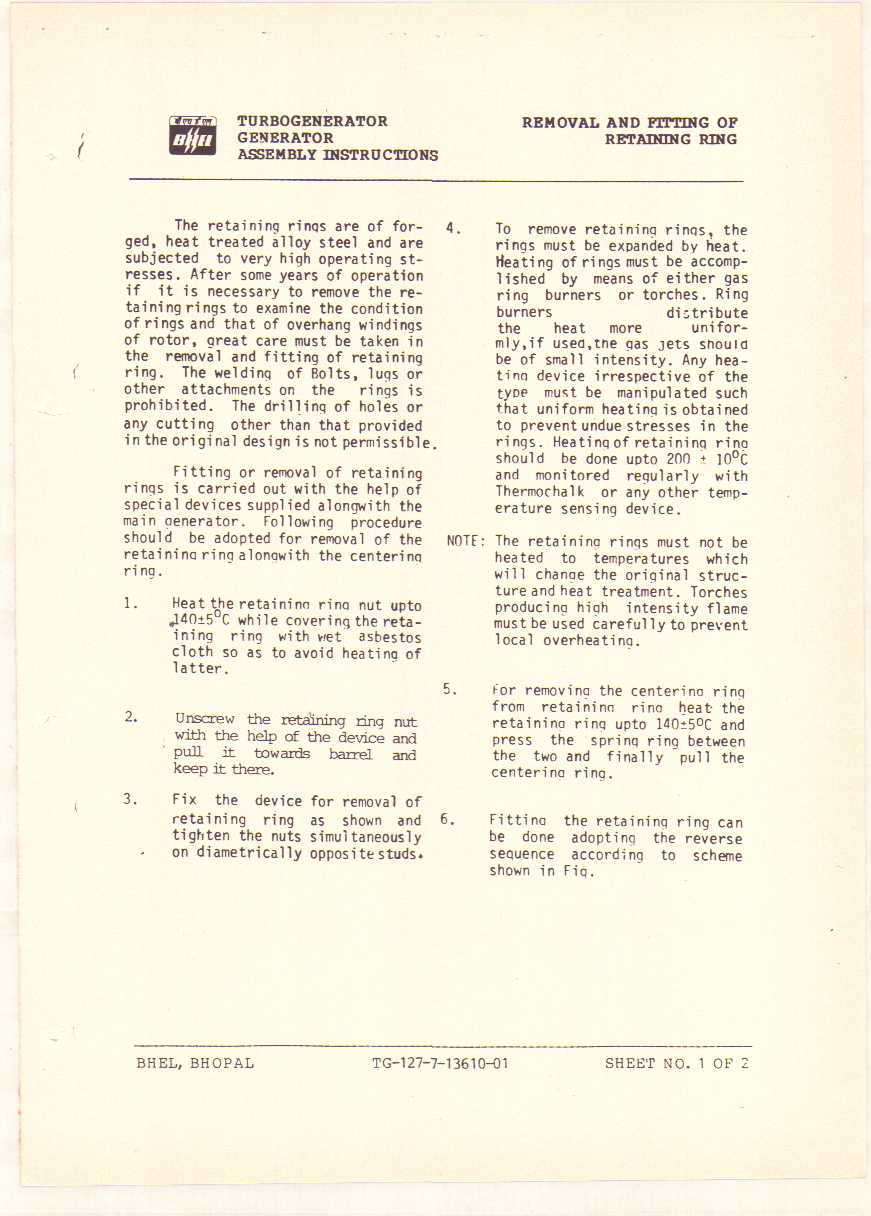 TURBOGENERATOR
GENERATOR
ASSEMBLY INSTRUCTIONS
REMOVAL AND FITTING OF
RETAINING RING
BHEL
The retaining rings are of for-
ged, heat treated alloy steel and are
subjected to very high operating st-
resses. After some years of operation
if it is necessary to remove the re-
taining rings to examine the condition
of rings and that of overhang windings
of rotor, great care must be taken in
the removal and fitting of retaining
ring. The welding of Bolts, lugs or
other attachments on the rings is
prohibited. The drilling of holes or
any cutting other than that provided
in the original design is not permissible.
Fitting or removal of retaining
rings is carried out with the help of
special devices supplied alongwith the
main generator. Following procedure
should be adopted for removal of the
retaining ring alongwith the centering
ring.
1. Heat the retaining ring nut upto
140±5°C while covering the reta-
ining ring with wet asbestos
cloth so as to avoid heating of
latter.
2. Unscrew the retaining ring nut
with the help of the device and
pull it towards barrel and
keep it there.
3. Fix the device for removal of
retaining ring as shown and
tighten the nuts simultaneously
on diametrically opposite studs.
4. To remove retaining rings, the
rings must be expanded by heat.
Heating of rings must be accomp-
lished by means of either gas
ring burners or torches. Ring
burners distribute
the heat more unifor-
mly,if used,the gas jets should
be of small intensity. Any hea-
ting device irrespective of the
type must be manipulated such
that uniform heating is obtained
to prevent undue stresses in the
rings. Heating of retaining ring
should be done upto 200 ± 10°C
and monitored regularly with
Thermochalk or any other temp-
erature sensing device.
NOTE: The retaining rings must not be
heated to temperatures which
will change the original struc-
ture and heat treatment. Torches
producing high intensity flame
must be used carefully to prevent
local overheating.
5. For removing the centering ring
from retaining ring heat the
retaining ring upto 140±5°C and
press the spring ring between
the two and finally pull the
centering ring.
6. Fitting the retaining ring can
be done adopting the reverse
sequence according to scheme
shown in Fig.
BHEL, BHOPAL TG-127-7-13610-01 SHEET NO. 1 OF 2